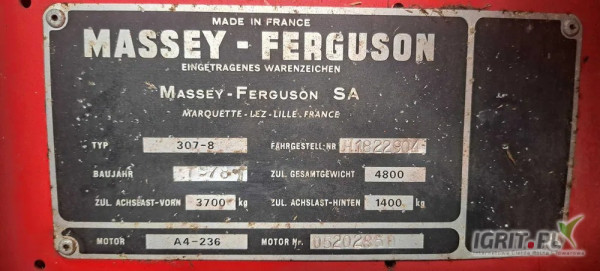 MADE IN FRANCE
MASSEY-FERGUSON
EINGETRAGENES WARENZEICHEN
MASSEY-FERGUSON SA
MARQUETTE-LEZ-LILLE-FRANCE
TYP 307-8 FAHRGESTELL-NR
BAUJAHR ZUL. GESAMTGEWICHT 4800
ZUL. ACHSLAST-VORN 3700 kg ZUL. ACHSLAST-HINTEN 1400 kg
MOTOR A4-236 MOTOR Nr.
IGRIT.PL